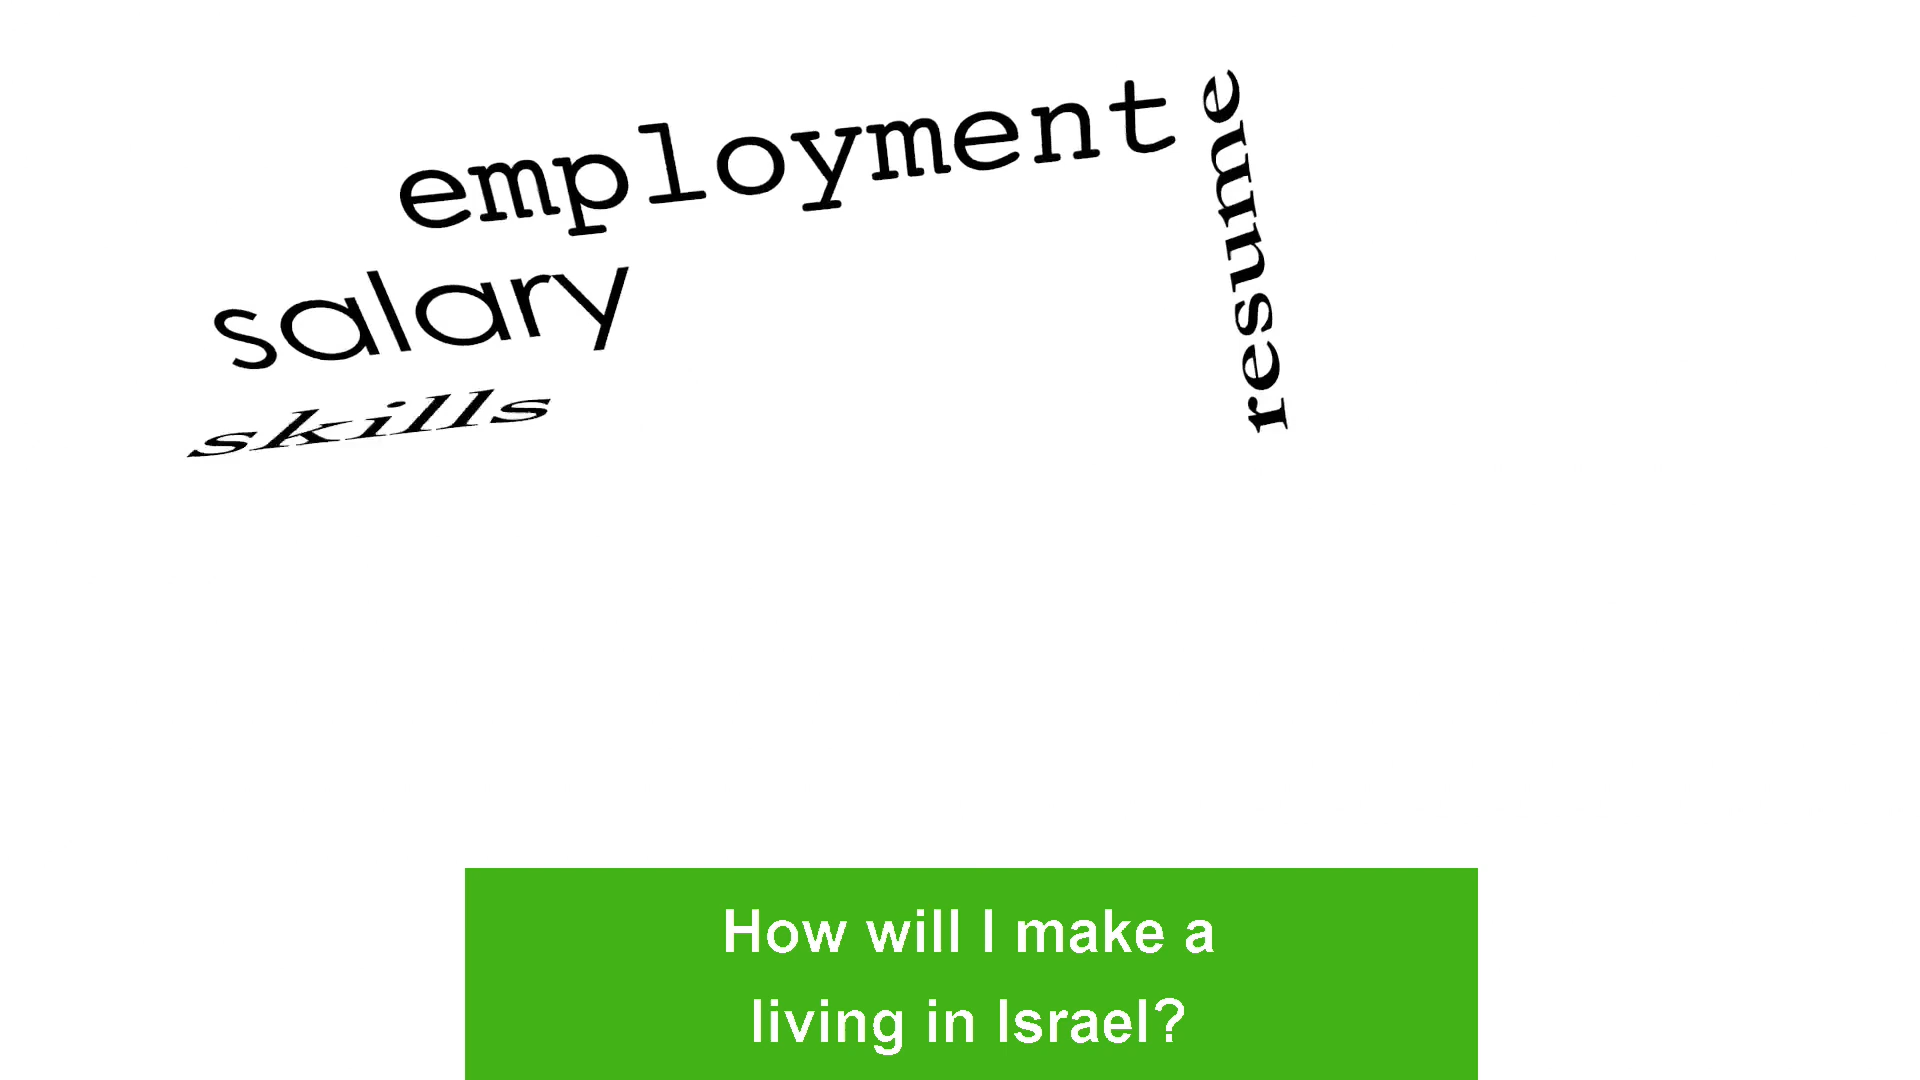 employment
resume
salary
skills
How will I make a
living in Israel?